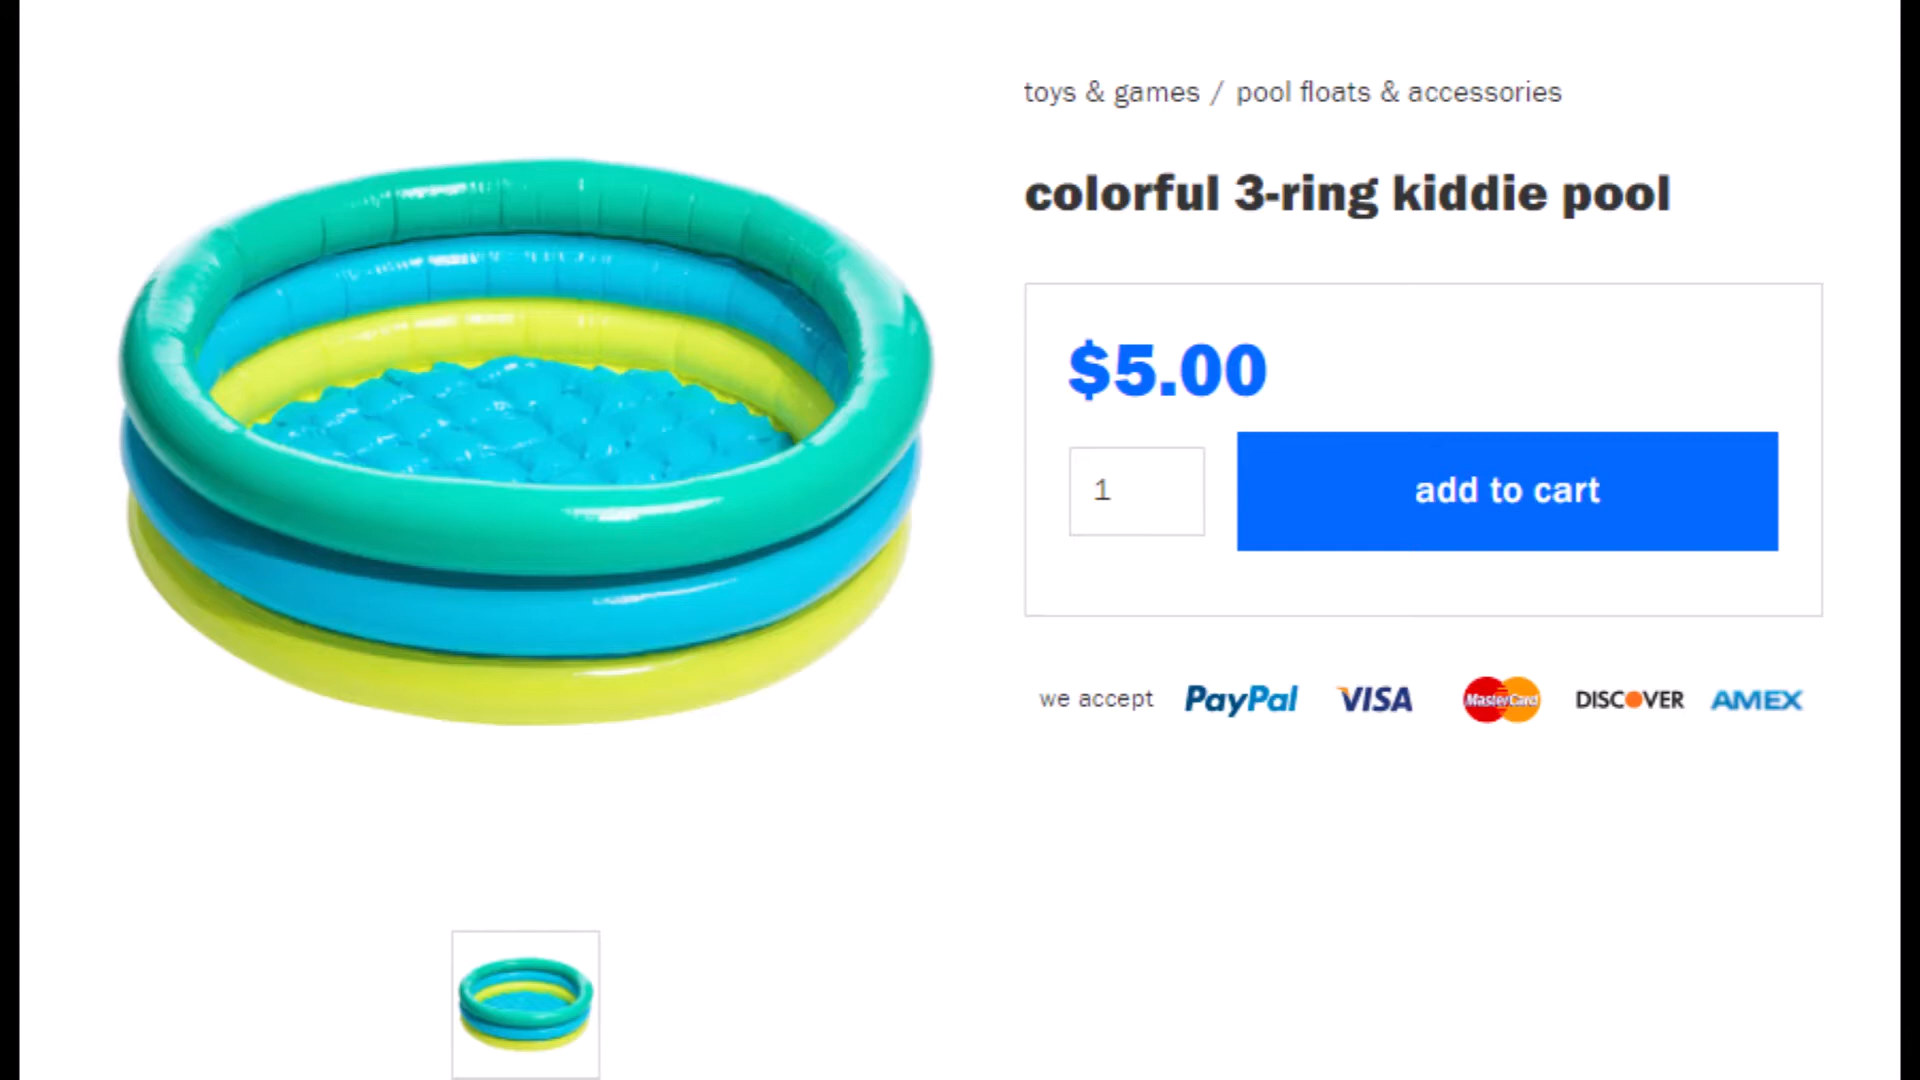 toys & games / pool floats & accessories
colorful 3-ring kiddie pool
$5.00
1
add to cart
we accept PayPal VISA MasterCard DISCOVER AMEX